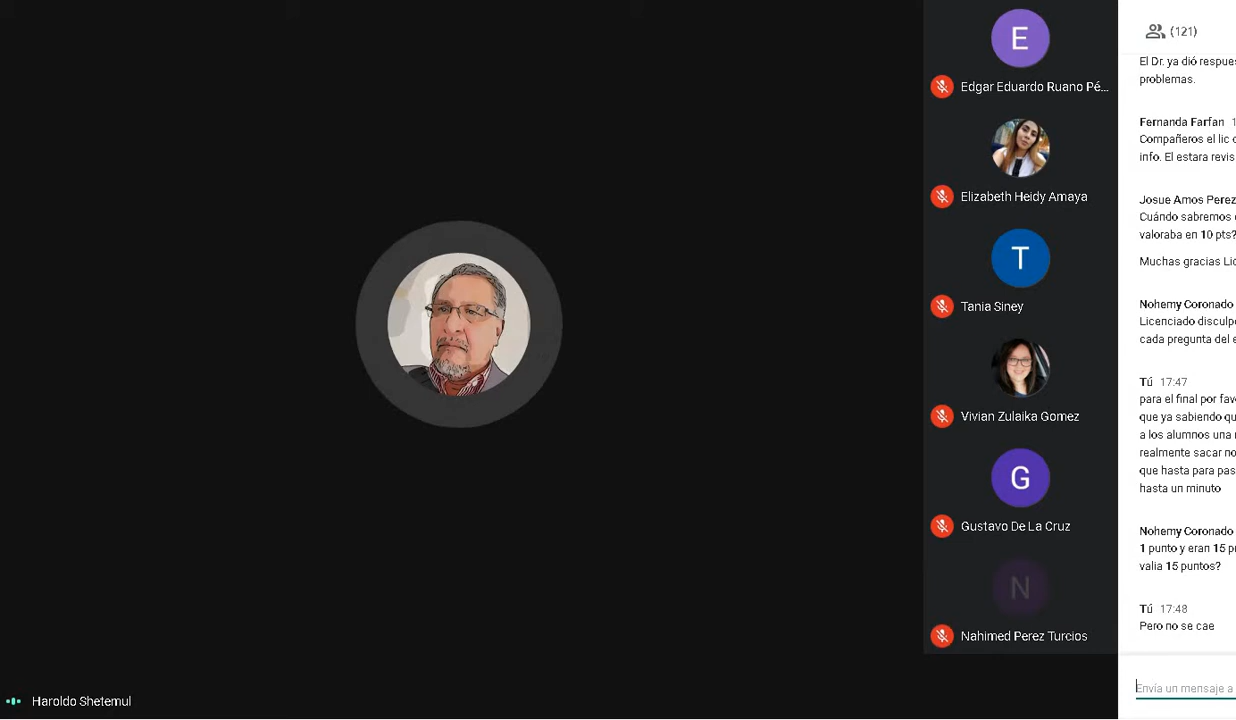 E
Edgar Eduardo Ruano Pé...
Elizabeth Heidy Amaya
T
Tania Siney
Vivian Zulaika Gomez
G
Gustavo De La Cruz
N
Nahimed Perez Turcios
Haroldo Shetemul
(121)
El Dr. ya dió respues
problemas.
Fernanda Farfan 1
Compañeros el lic
info. El estara revis
Josue Amos Perez
Cuándo sabremos
valoraba en 10 pts?
Muchas gracias Lic
Nohemy Coronado
Licenciado disculp
cada pregunta del e
Tú 17:47
para el final por fav
que ya sabiendo qu
a los alumnos una
realmente sacar no
que hasta para pas
hasta un minuto
Nohemy Coronado
1 punto y eran 15 p
valia 15 puntos?
Tú 17:48
Pero no se cae
Envía un mensaje a